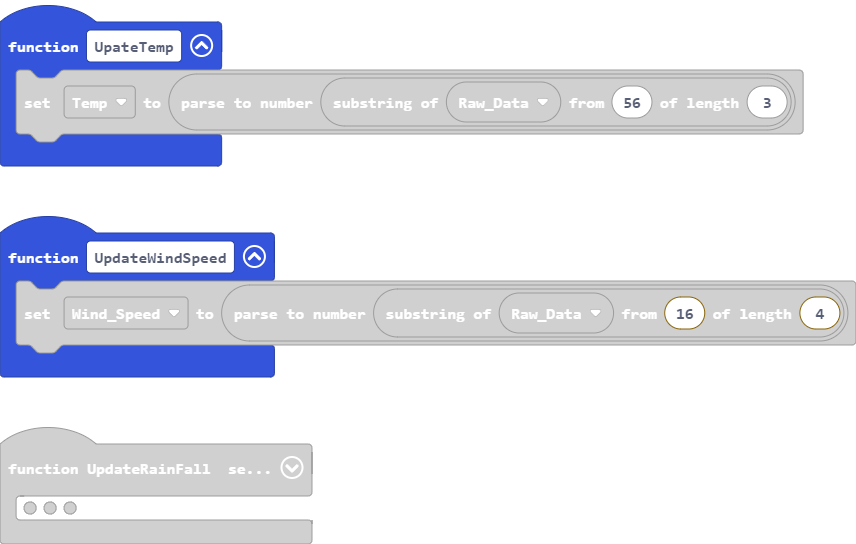 function UpateTemp
set Temp to parse to number substring of Raw_Data from 56 of length 3
function UpdateWindSpeed
set Wind_Speed to parse to number substring of Raw_Data from 16 of length 4
function UpdateRainFall se...